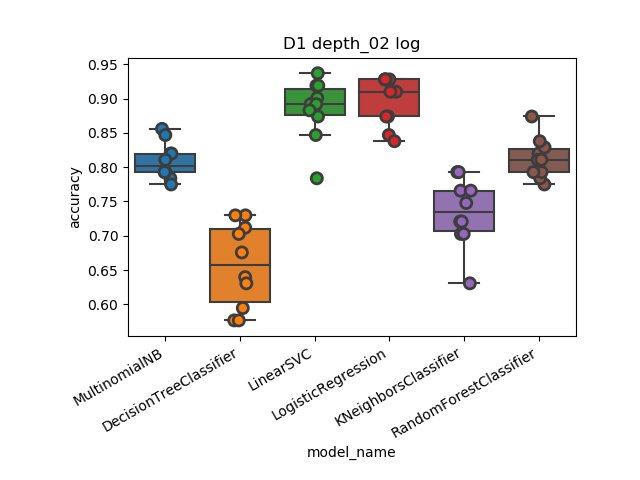 D1 depth_02 log
0.95
0.90
0.85
0.80
0.75
0.70
0.65
0.60
accuracy
MultinomialNB
DecisionTreeClassifier
LinearSVC
LogisticRegression
KNeighborsClassifier
RandomForestClassifier
model_name